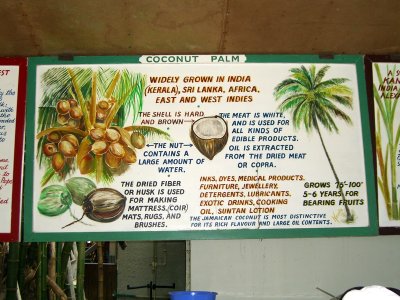 COCONUT PALM
WIDELY GROWN IN INDIA
(KERALA), SRI LANKA, AFRICA,
EAST AND WEST INDIES
THE SHELL IS HARD
AND BROWN
THE NUT
CONTAINS A
LARGE AMOUNT OF
WATER.
THE DRIED FIBER
OR HUSK IS USED
FOR MAKING
MATTRESS, (COIR)
MATS, RUGS, AND
BRUSHES.
THE MEAT IS WHITE,
AND IS USED FOR
ALL KINDS OF
EDIBLE PRODUCTS.
OIL IS EXTRACTED
FROM THE DRIED MEAT
OR COPRA.
INKS, DYES, MEDICAL PRODUCTS.
FURNITURE, JEWELLERY,
DETERGENTS, LUBRICANTS.
EXOTIC DRINKS, COOKING
OIL, SUNTAN LOTION
GROWS 75'-100'
5-6 YEARS FOR
BEARING FRUITS
THE JAMAICAN COCONUT IS MOST DISTINCTIVE
FOR ITS RICH FLAVOUR AND LARGE OIL CONTENTS.